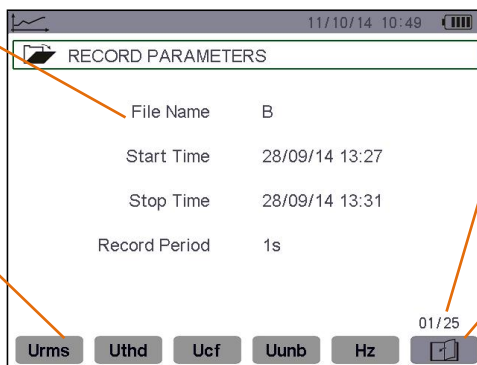 11/10/14 10:49
RECORD PARAMETERS
File Name B
Start Time 28/09/14 13:27
Stop Time 28/09/14 13:31
Record Period 1s
01/25
Urms Uthd Ucf Uunb Hz